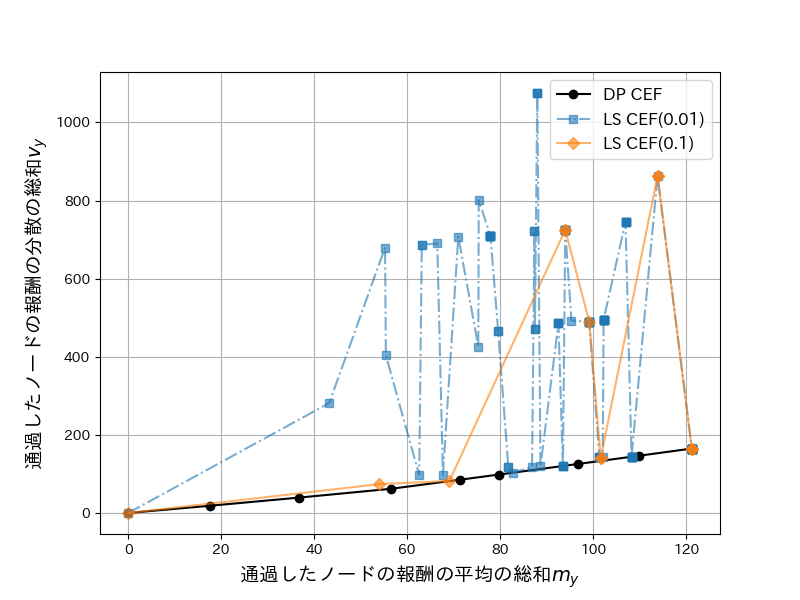 DP CEF
LS CEF(0.01)
LS CEF(0.1)
1000
800
600
400
200
0
通過したノードの報酬の分散の総和v_y
0 20 40 60 80 100 120
通過したノードの報酬の平均の総和m_y